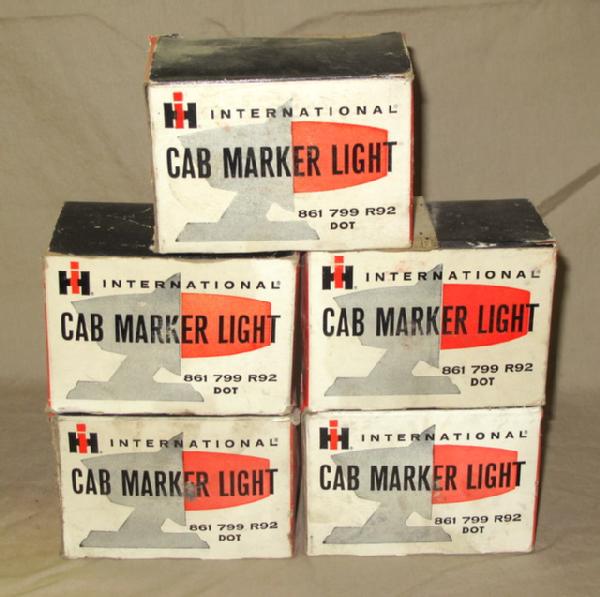 IH INTERNATIONAL®
CAB MARKER LIGHT
861 799 R92
DOT
IH® INTERNATIONAL®
CAB MARKER LIGHT
861 799 R92
DOT
IH® INTERNATIONAL®
CAB MARKER LIGHT
861 799 R92
DOT
IH® INTERNATIONAL®
CAB MARKER LIGHT
861 799 R92
DOT
IH® INTERNATIONAL®
CAB MARKER LIGHT
861 799 R92
DOT